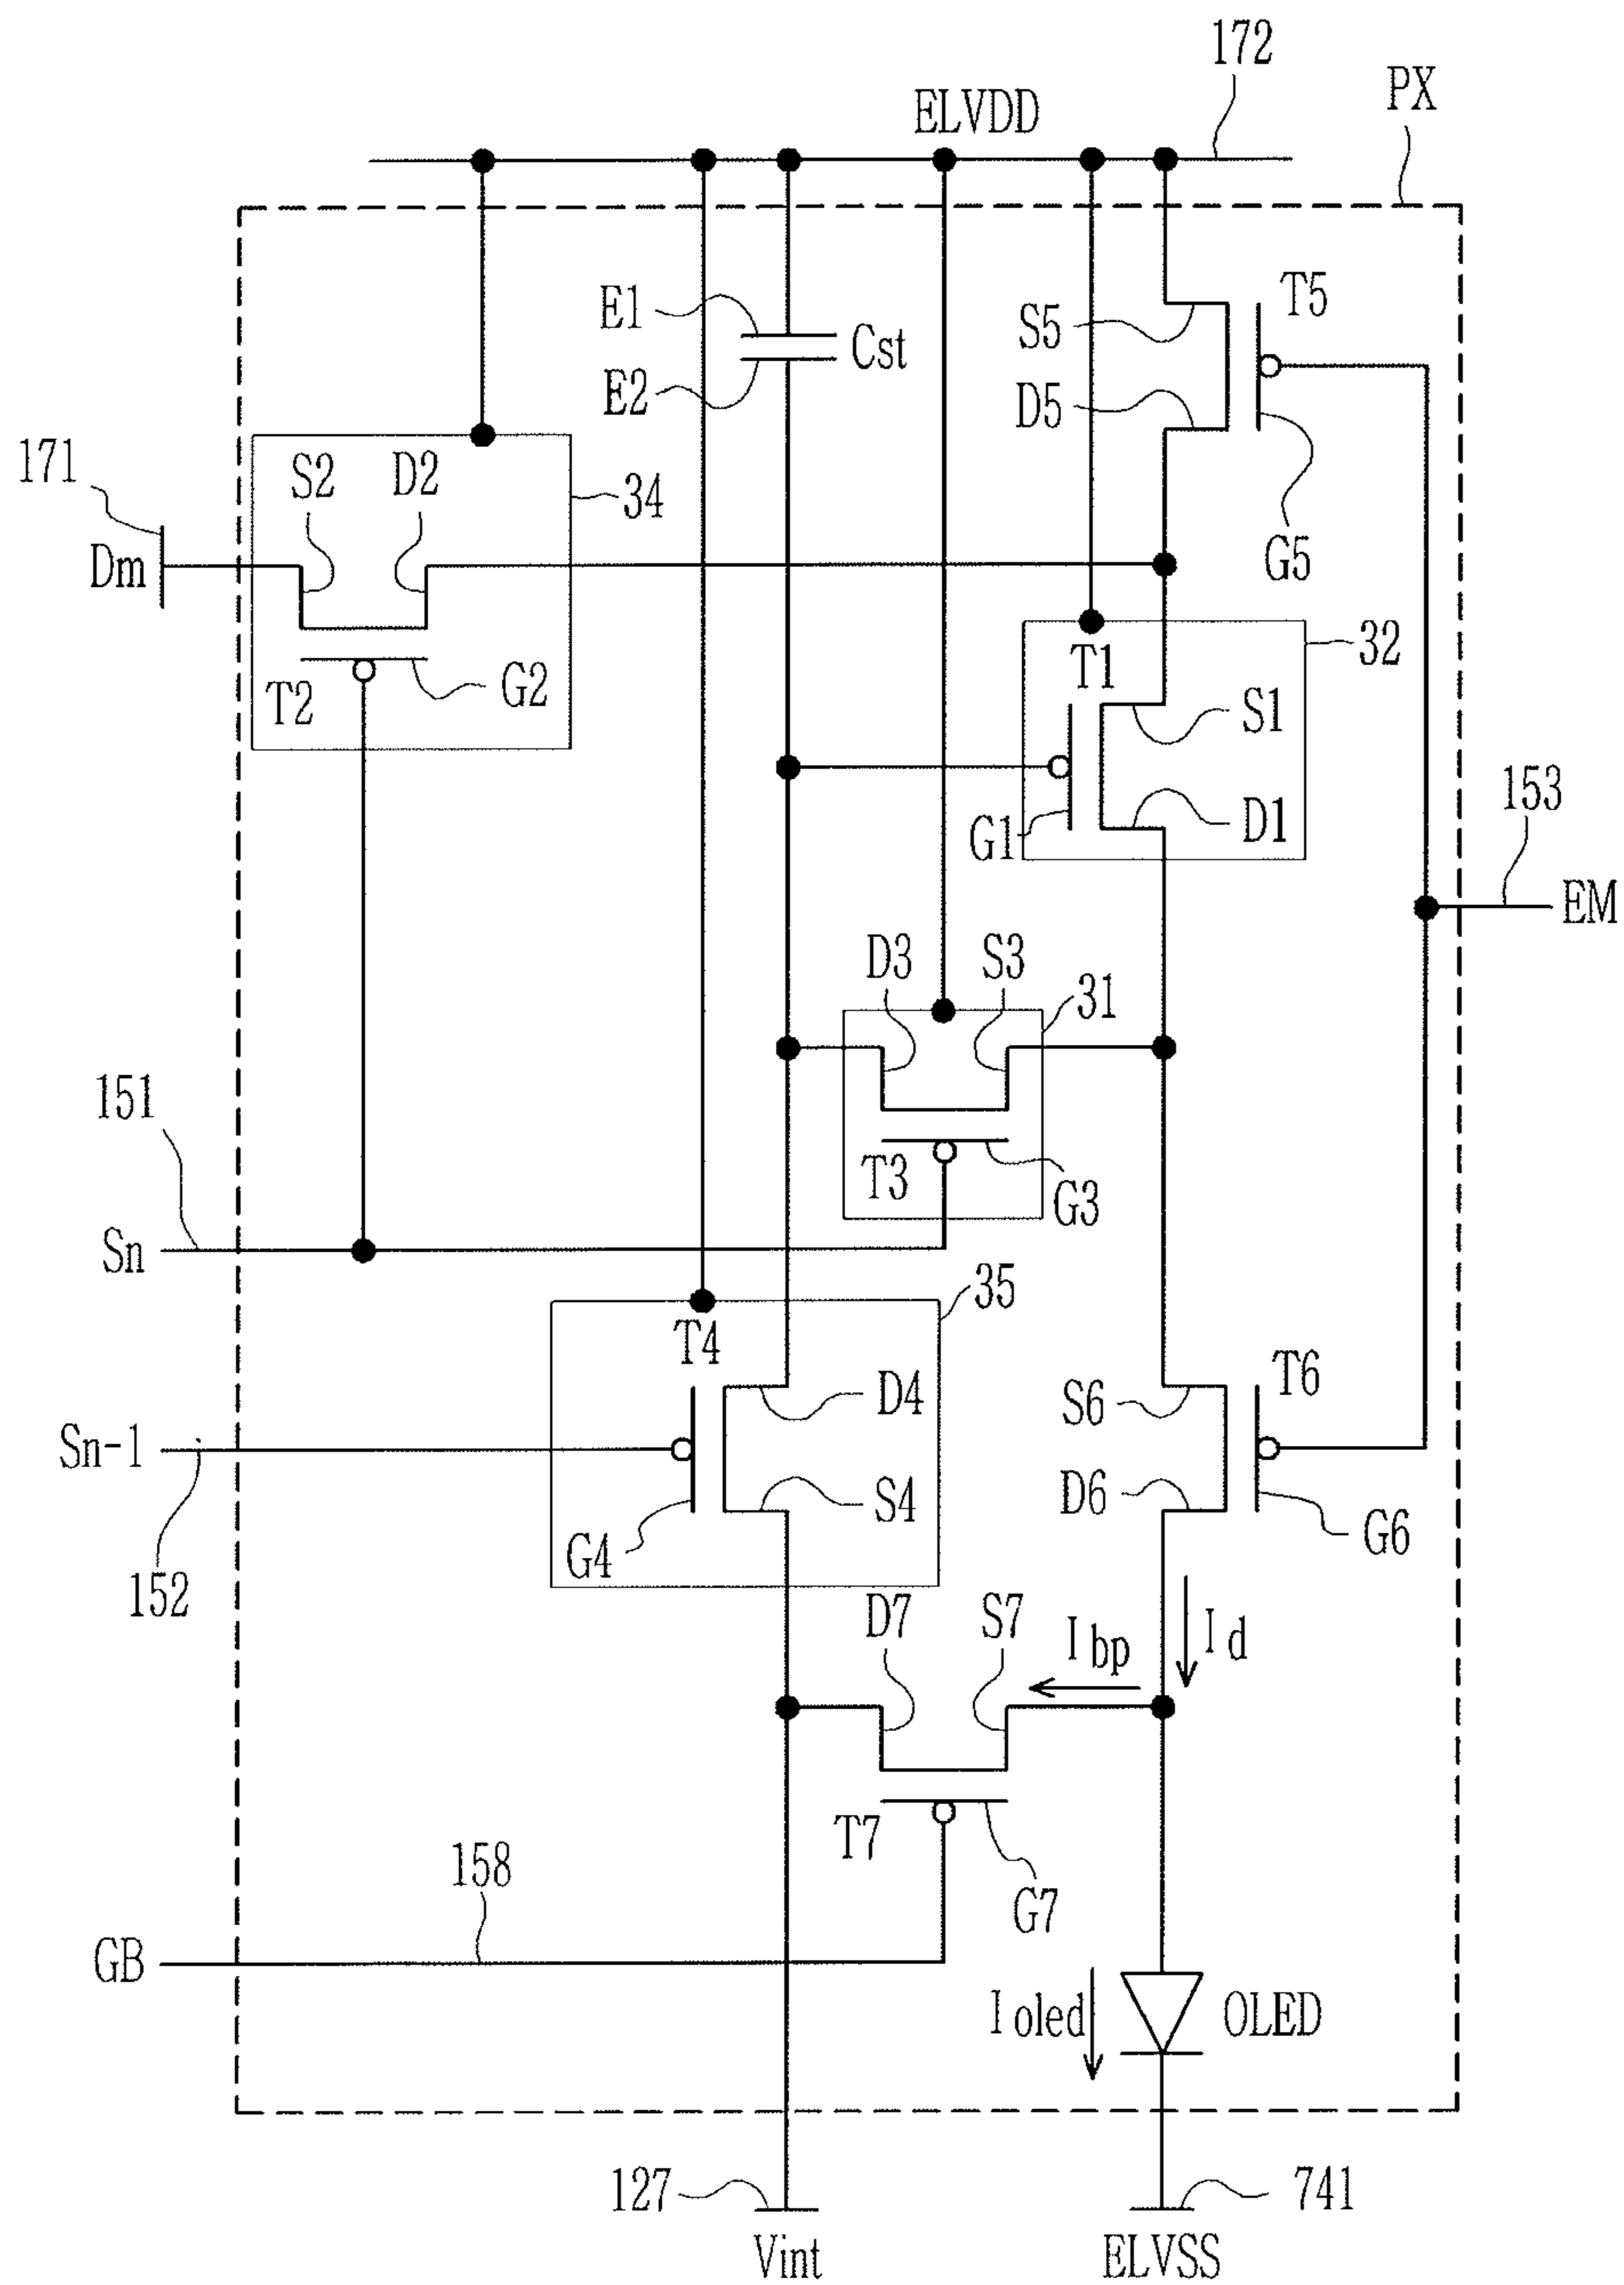 172
PX
ELVDD
E1
Cst
E2
S5
T5
D5
G5
171
S2
D2
34
Dm
T2
G2
T1
32
S1
G1
D1
153
EM
D3
S3
31
151
T3
G3
Sn
35
T4
D4
S6
T6
Sn-1
S4
D6
G4
G6
152
D7
S7
I bp
I d
T7
158
G7
GB
I oled
OLED
127
741
Vint
ELVSS